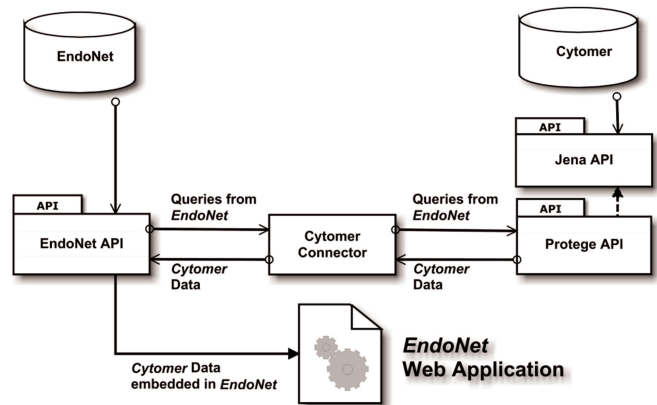 EndoNet
Cytomer
API
Jena API
API
EndoNet API
Queries from
EndoNet
Cytomer
Data
Cytomer
Connector
Queries from
EndoNet
Cytomer
Data
API
Protege API
Cytomer Data
embedded in EndoNet
EndoNet
Web Application